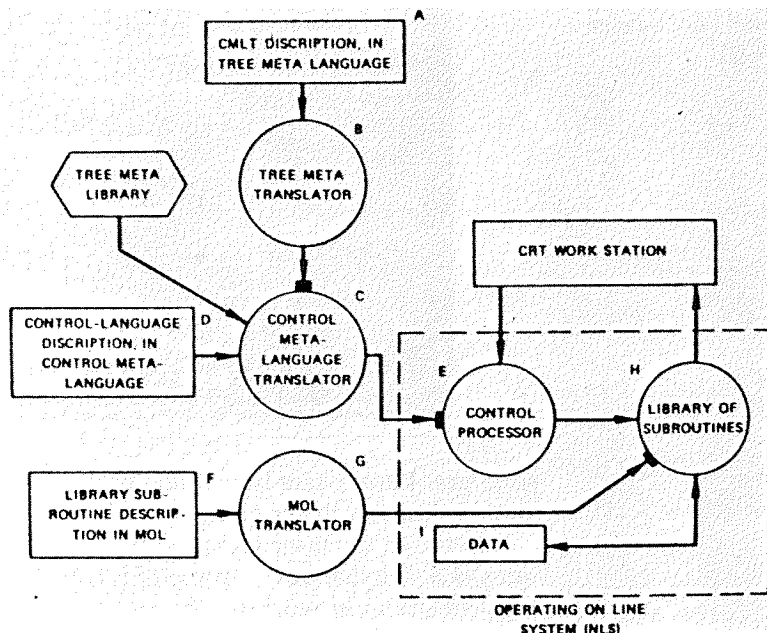 A
CMLT DISCRIPTION, IN
TREE META LANGUAGE
B
TREE META
TRANSLATOR
TREE META
LIBRARY
CRT WORK STATION
C
CONTROL
META-
LANGUAGE
TRANSLATOR
D
CONTROL-LANGUAGE
DISCRIPTION, IN
CONTROL META-
LANGUAGE
E
CONTROL
PROCESSOR
H
LIBRARY OF
SUBROUTINES
F
LIBRARY SUB-
ROUTINE DESCRIP-
TION IN MOL
G
MOL
TRANSLATOR
I
DATA
OPERATING ON LINE
SYSTEM (NLS)